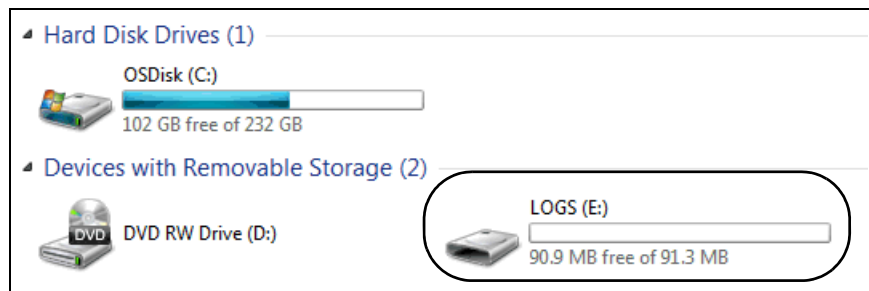 Hard Disk Drives (1)
OSDisk (C:)
102 GB free of 232 GB
Devices with Removable Storage (2)
DVD
DVD RW Drive (D:)
LOGS (E:)
90.9 MB free of 91.3 MB